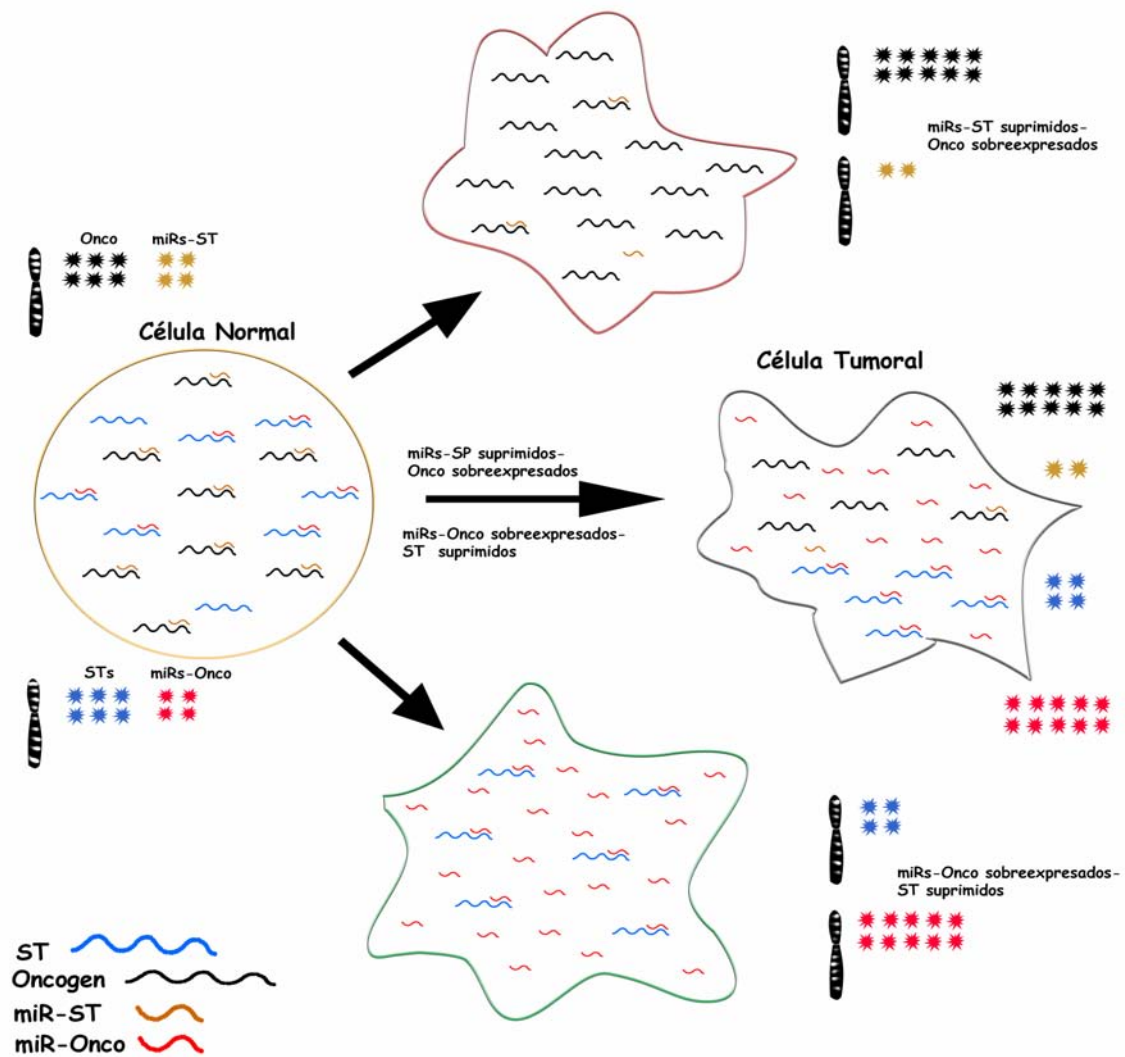 miRs-ST suprimidos-
Onco sobreexpresados
Onco
miRs-ST
Célula Normal
Célula Tumoral
miRs-SP suprimidos-
Onco sobreexpresados
miRs-Onco sobreexpresados-
ST suprimidos
STs
miRs-Onco
miRs-Onco sobreexpresados-
ST suprimidos
ST
Oncogen
miR-ST
miR-Onco